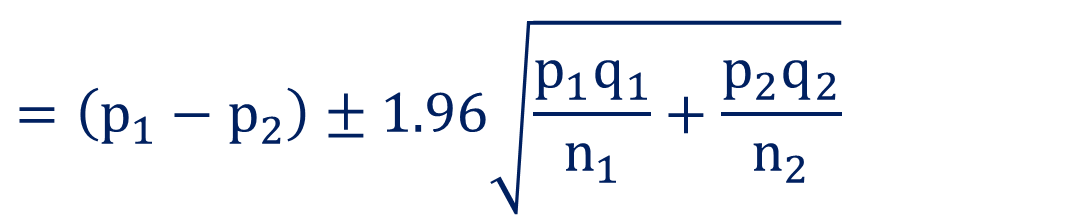 = (p₁ − p₂) ± 1.96 √(p₁q₁/n₁ + p₂q₂/n₂)